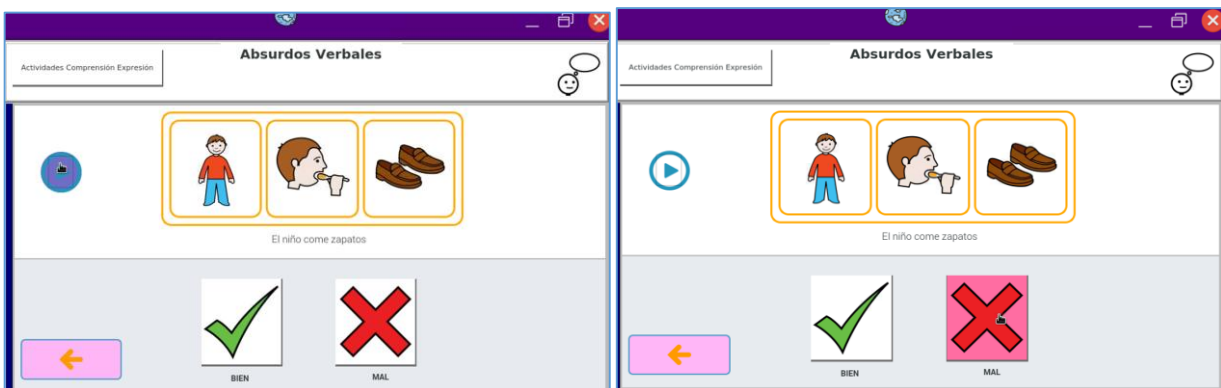 Absurdos Verbales
Actividades Comprensión Expresión
El niño come zapatos
BIEN
MAL
Absurdos Verbales
Actividades Comprensión Expresión
El niño come zapatos
BIEN
MAL